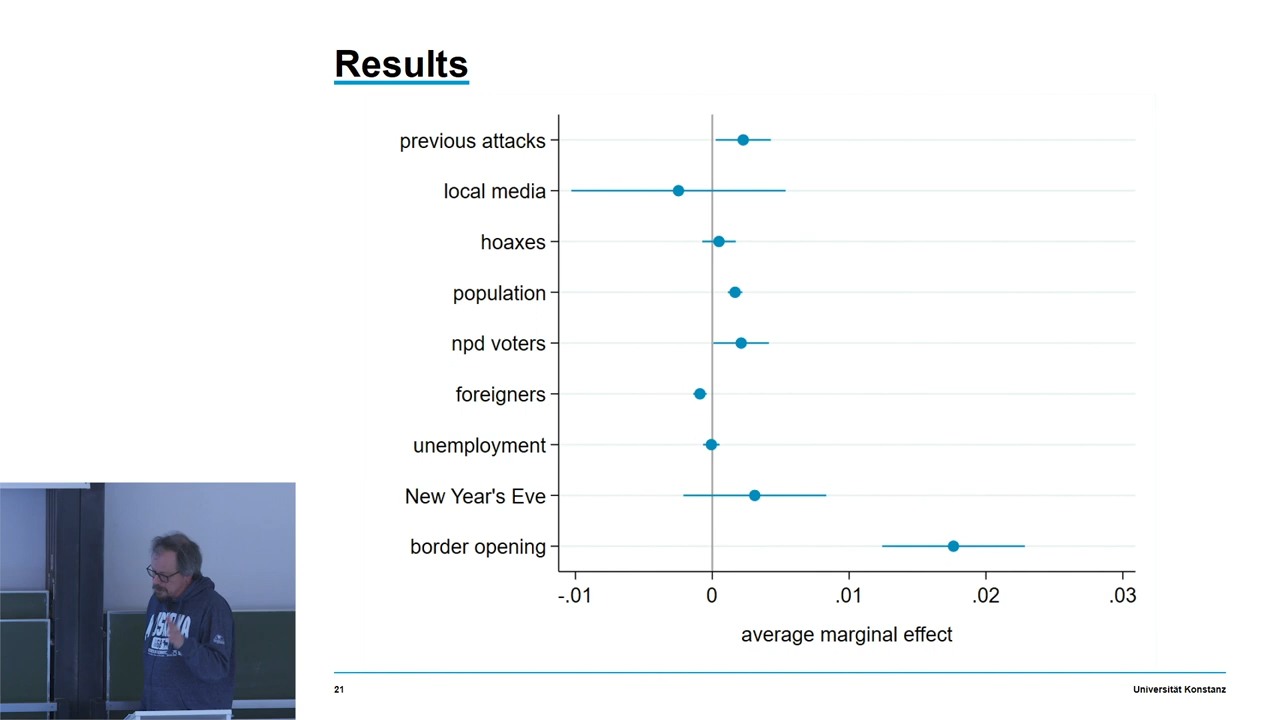 Results
previous attacks
local media
hoaxes
population
npd voters
foreigners
unemployment
New Year's Eve
border opening
-.01 0 .01 .02 .03
average marginal effect
21
Universität Konstanz